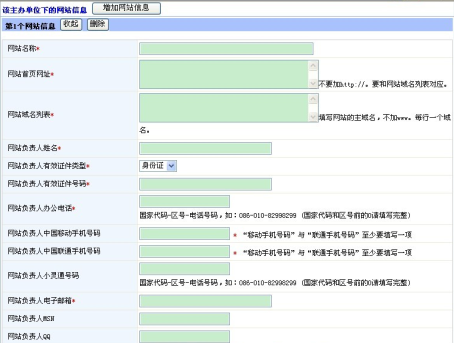 该主办单位下的网站信息 增加网站信息
第1个网站信息 收起 删除
网站名称*
网站首页网址*
不要加http://。要和网站域名列表对应。
网站域名列表*
填写网站的主域名，不加www。每行一个域
名。
网站负责人姓名*
网站负责人有效证件类型* 身份证
网站负责人有效证件号码*
网站负责人办公电话*
国家代码-区号-电话号码，如：086-010-82998299 (国家代码和区号前的0请填写完整)
网站负责人中国移动手机号码 * “移动手机号码”与“联通手机号码”至少要填写一项
网站负责人中国联通手机号码 * “移动手机号码”与“联通手机号码”至少要填写一项
网站负责人小灵通号码
国家代码-区号-电话号码，如：086-010-82998299 (国家代码和区号前的0请填写完整)
网站负责人电子邮箱*
网站负责人MSN
网站负责人QQ